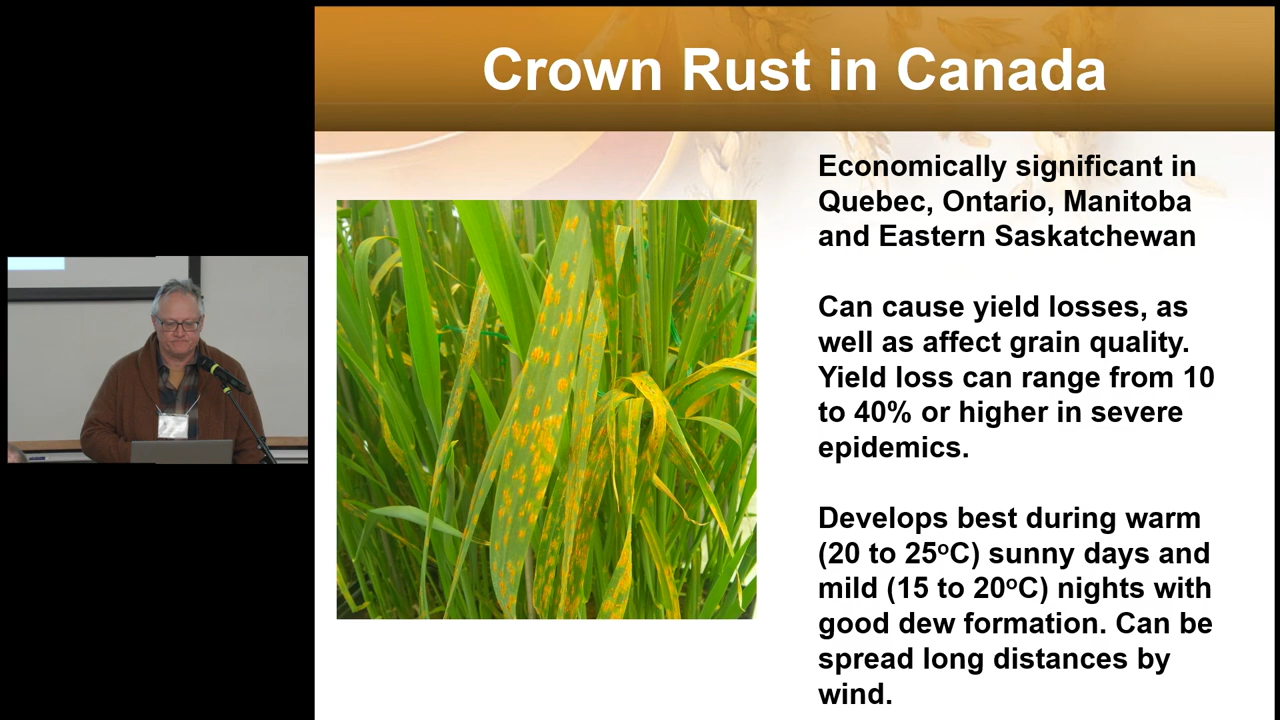 Crown Rust in Canada
Economically significant in
Quebec, Ontario, Manitoba
and Eastern Saskatchewan
Can cause yield losses, as
well as affect grain quality.
Yield loss can range from 10
to 40% or higher in severe
epidemics.
Develops best during warm
(20 to 25ºC) sunny days and
mild (15 to 20ºC) nights with
good dew formation. Can be
spread long distances by
wind.